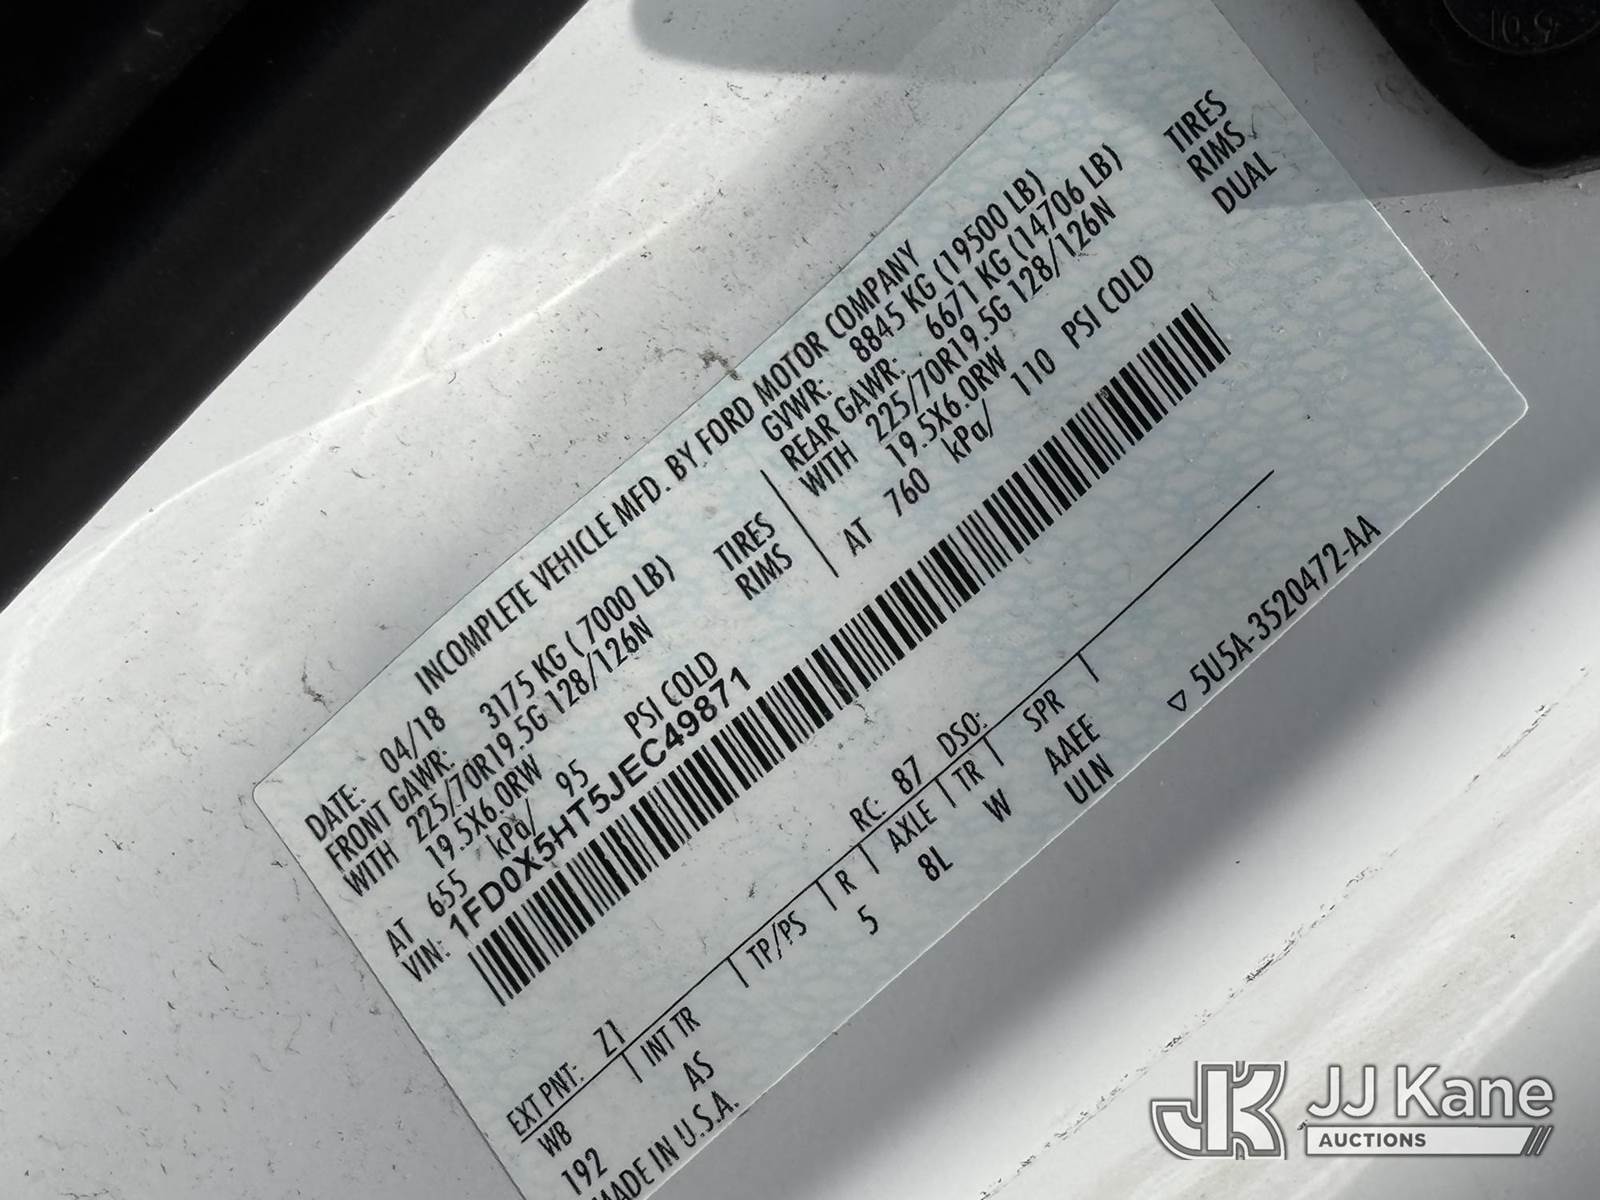 INCOMPLETE VEHICLE MFD. BY FORD MOTOR COMPANY
DATE: 04/18
GVWR: 8845 KG (19500 LB)
FRONT GAWR: 3175 KG ( 7000 LB)
REAR GAWR: 6671 KG (14706 LB)
WITH 225/70R19.5G 128/126N TIRES
19.5X6.0RW RIMS
AT 655 kPa/ 95 PSI COLD
WITH 225/70R19.5G 128/126N TIRES
19.5X6.0RW RIMS
AT 760 kPa/ 110 PSI COLD DUAL
VIN: 1FD0X5HT5JEC49871
EXT PNT: Z1 RC: 87 DSO:
WB INT TR TP/PS R AXLE TR SPR
192 AS 5 8L W AAEE
ULN
MADE IN U.S.A.
▽ 5U5A-3520472-AA
10.9
JK JJ Kane
AUCTIONS